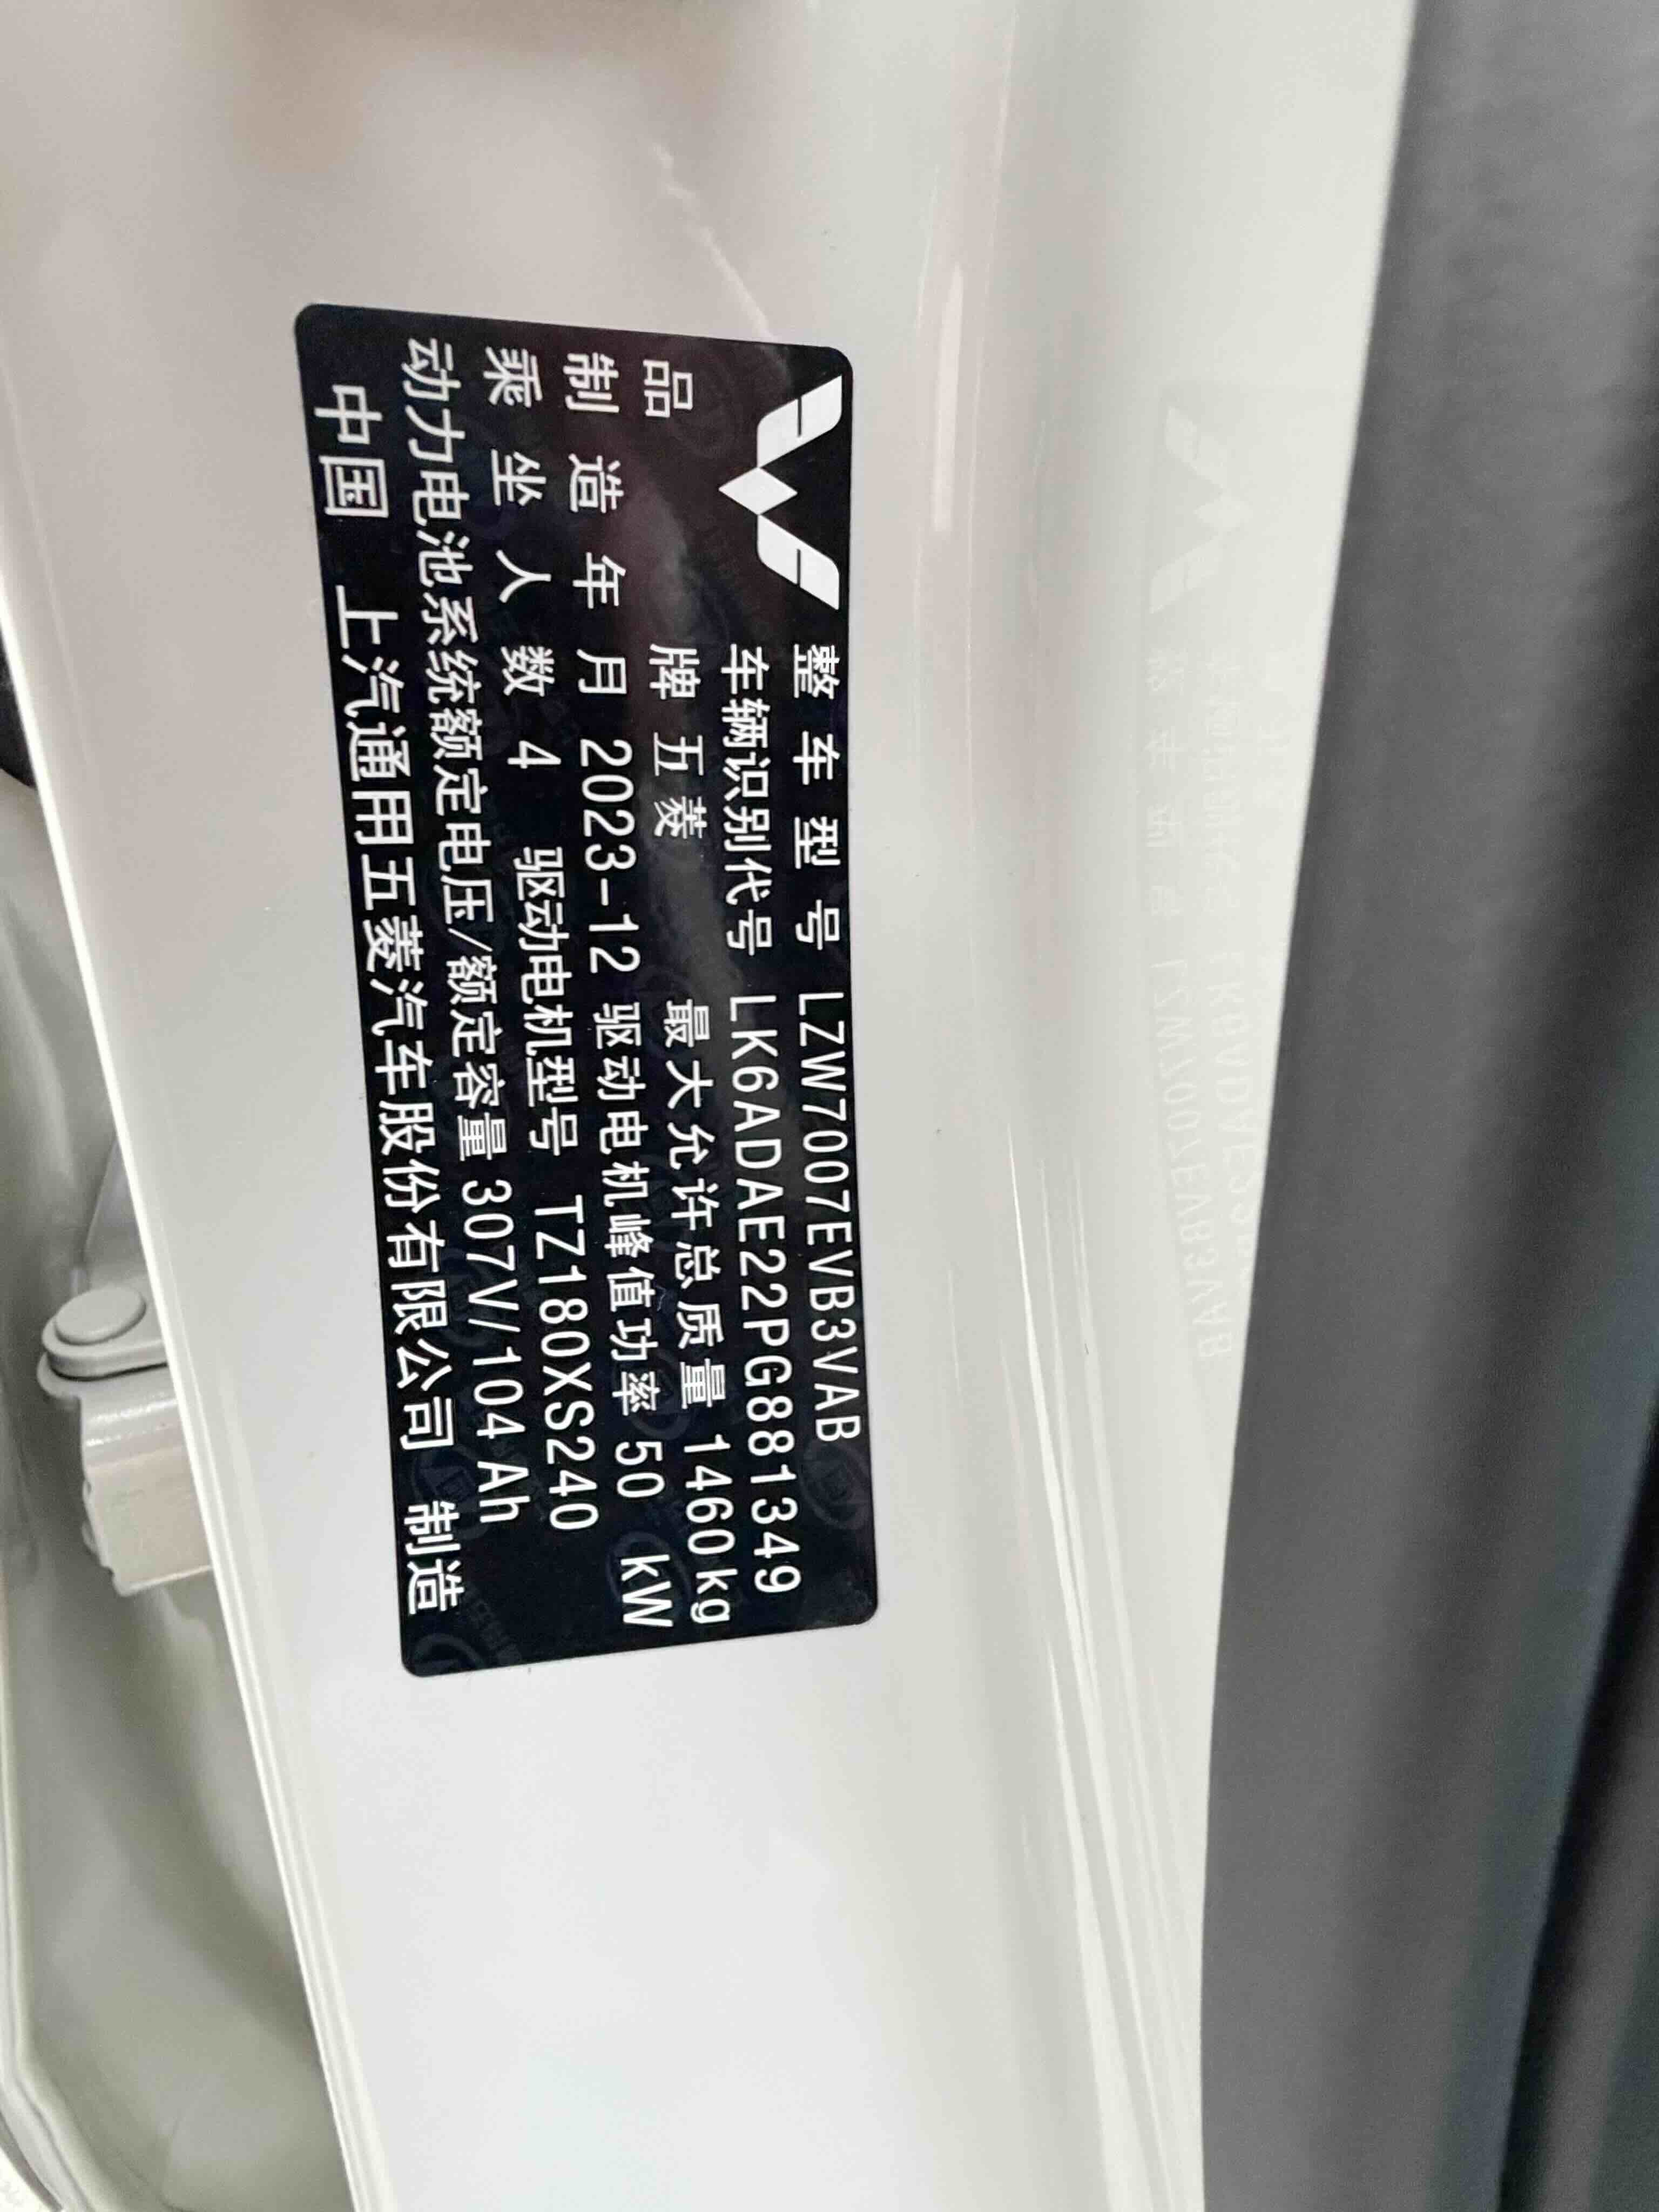 整车型号 LZW7007EVB3VAB
车辆识别代号 LK6ADAE22PG881349
品牌 五菱 最大允许总质量 1460kg
制造年月 2023-12 驱动电机峰值功率 50 kW
乘坐人数 4 驱动电机型号 TZ180XS240
动力电池系统额定电压/额定容量 307V/104Ah
中国 上汽通用五菱汽车股份有限公司 制造